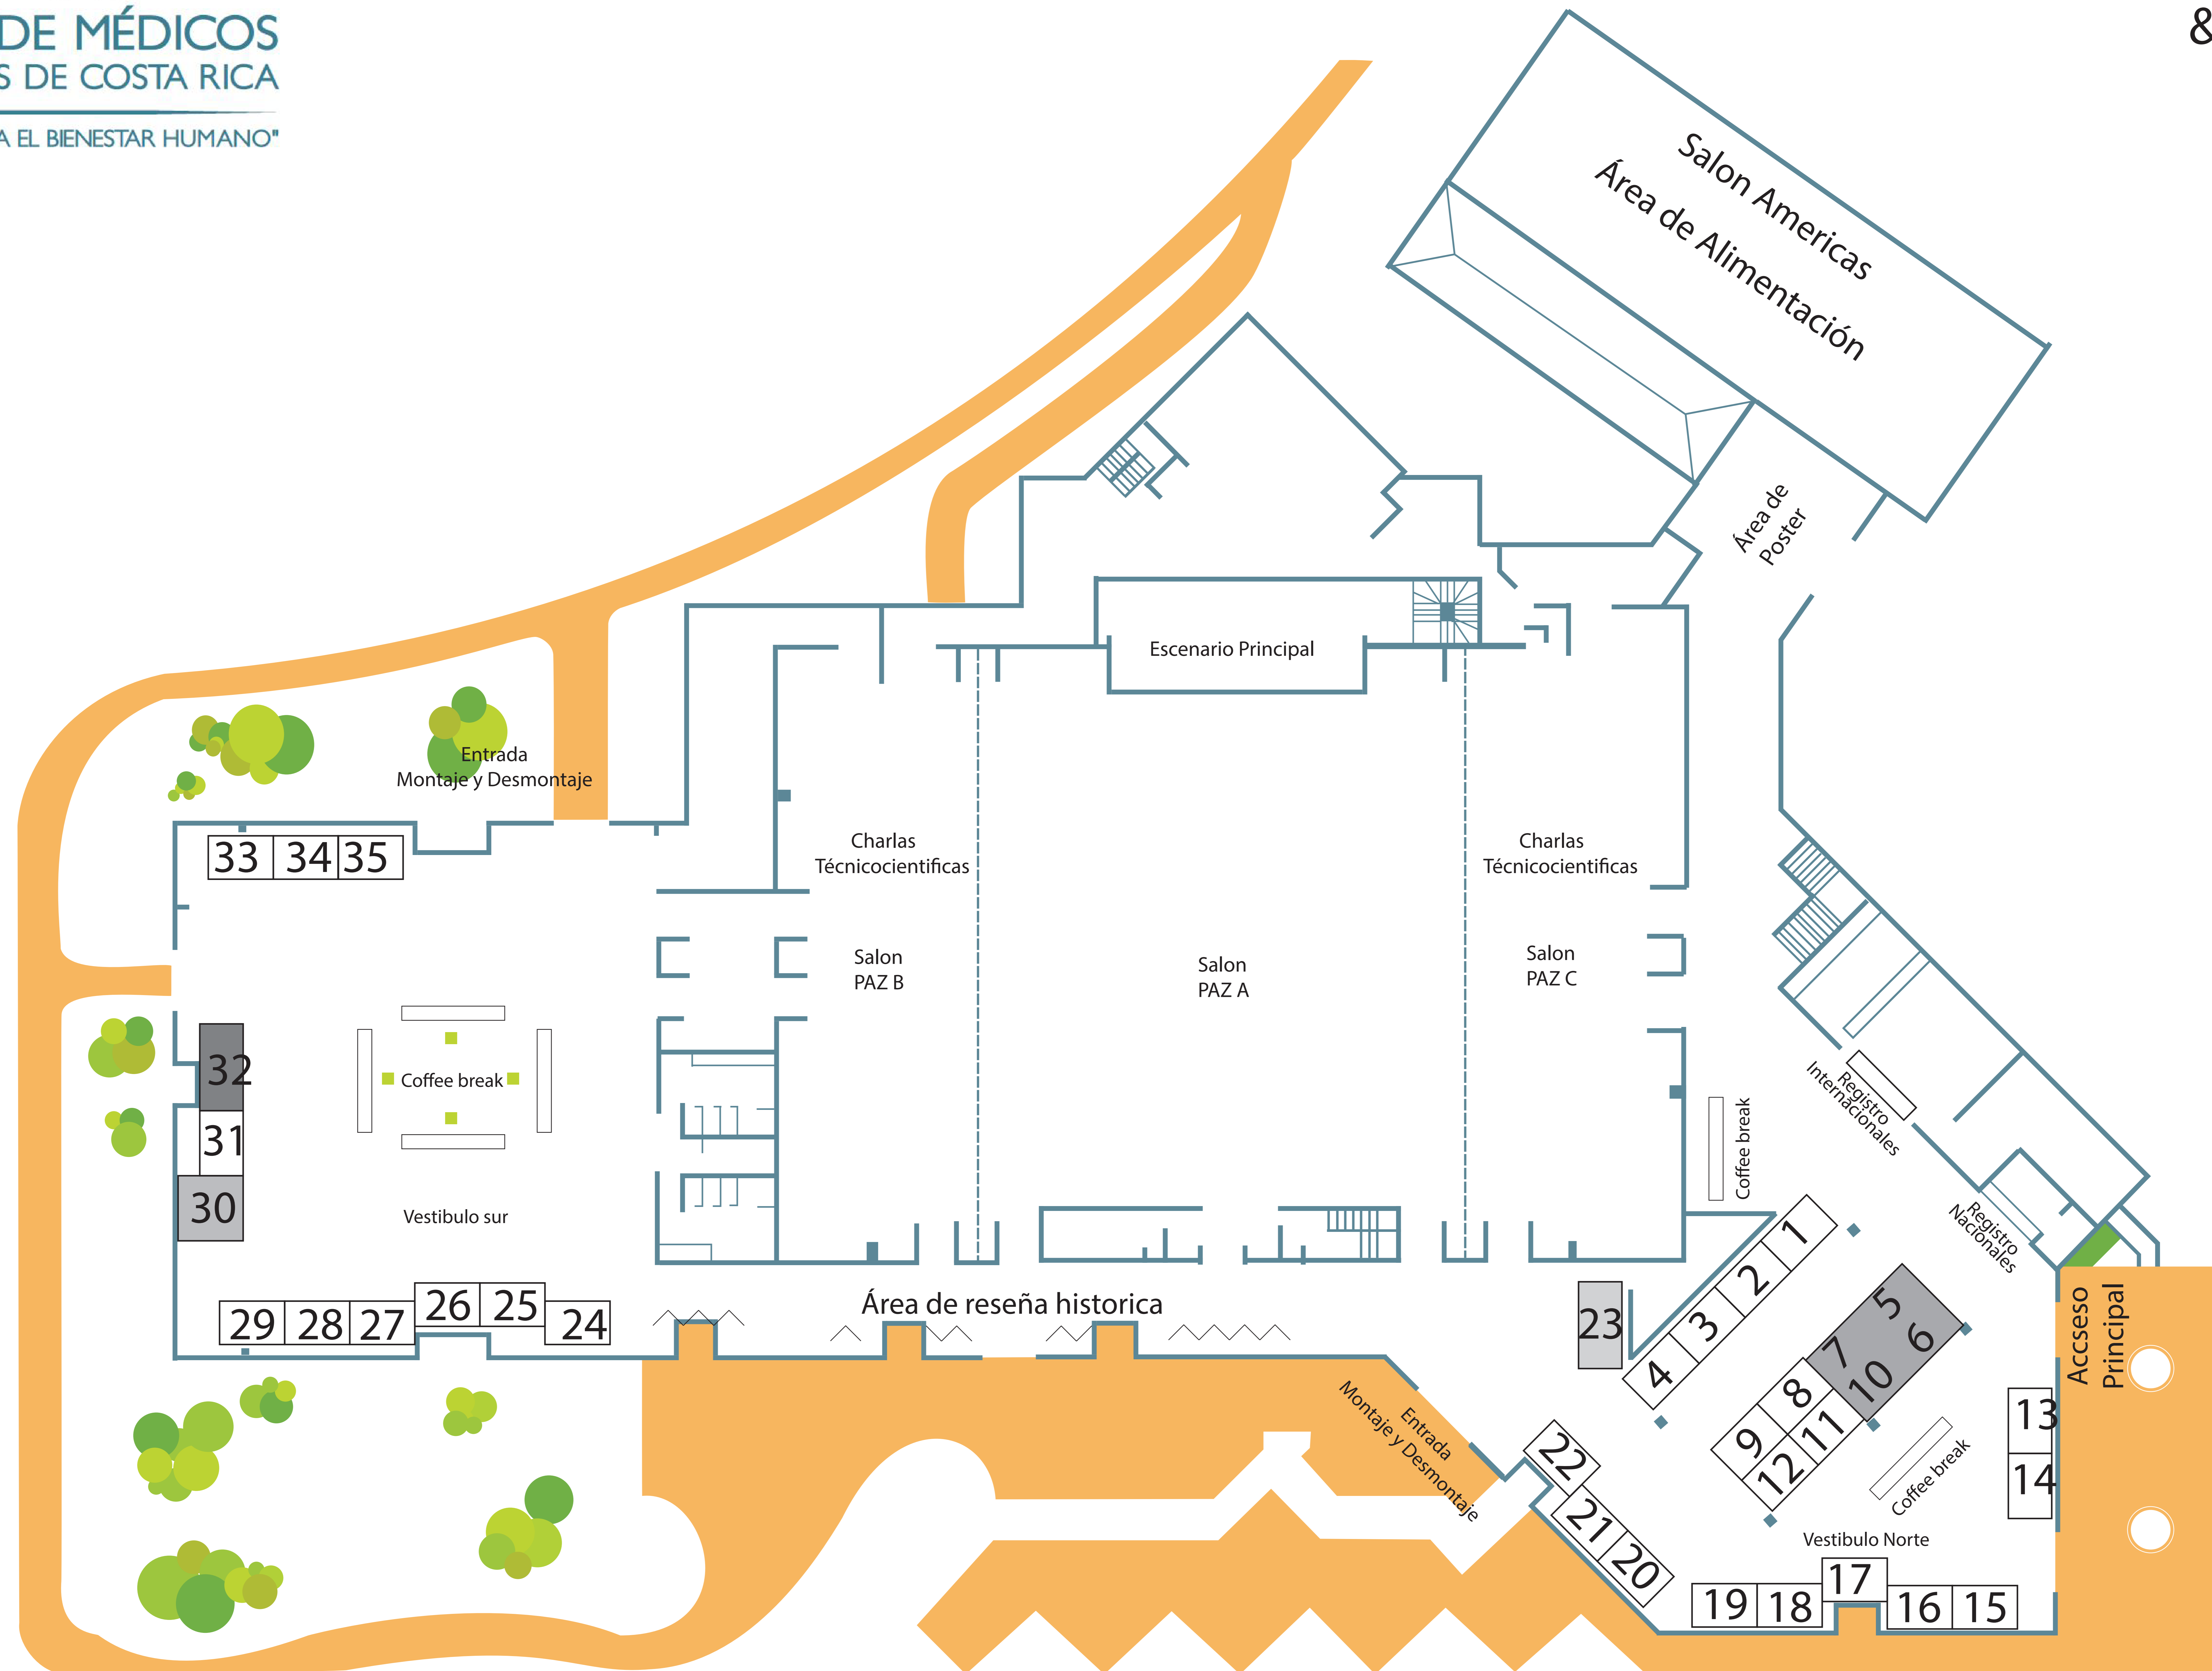 DE MÉDICOS
S DE COSTA RICA
A EL BIENESTAR HUMANO"
&
Salon Americas
Área de Alimentación
Área de
Poster
Escenario Principal
Entrada
Montaje y Desmontaje
33 34 35
Charlas
Técnicocientificas
Charlas
Técnicocientificas
Salon
PAZ B
Salon
PAZ A
Salon
PAZ C
32
31
30
Coffee break
Vestibulo sur
29 28 27 26 25 24
Área de reseña historica
Coffee break
Registro
Internacionales
Registro
Nacionales
1
2
3
4
23
5
6
7
10
8
11
9
12
Accseso
Principal
13
14
Coffee break
Entrada
Montaje y Desmontaje
22
21
20
Vestibulo Norte
19 18 17 16 15